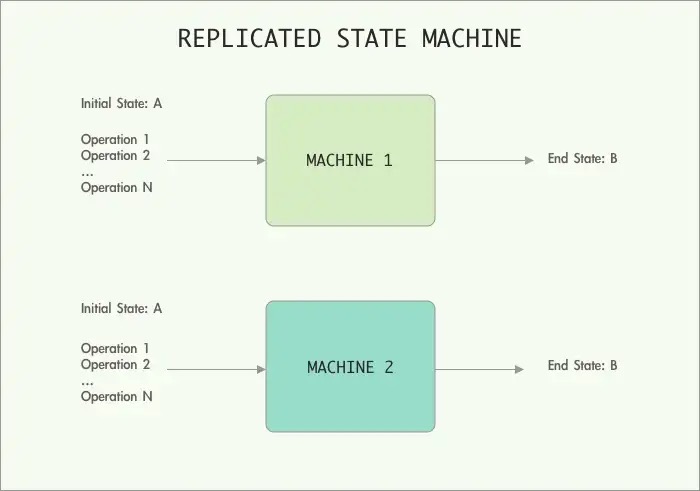 REPLICATED STATE MACHINE
Initial State: A
Operation 1
Operation 2
...
Operation N
MACHINE 1
End State: B
Initial State: A
Operation 1
Operation 2
...
Operation N
MACHINE 2
End State: B